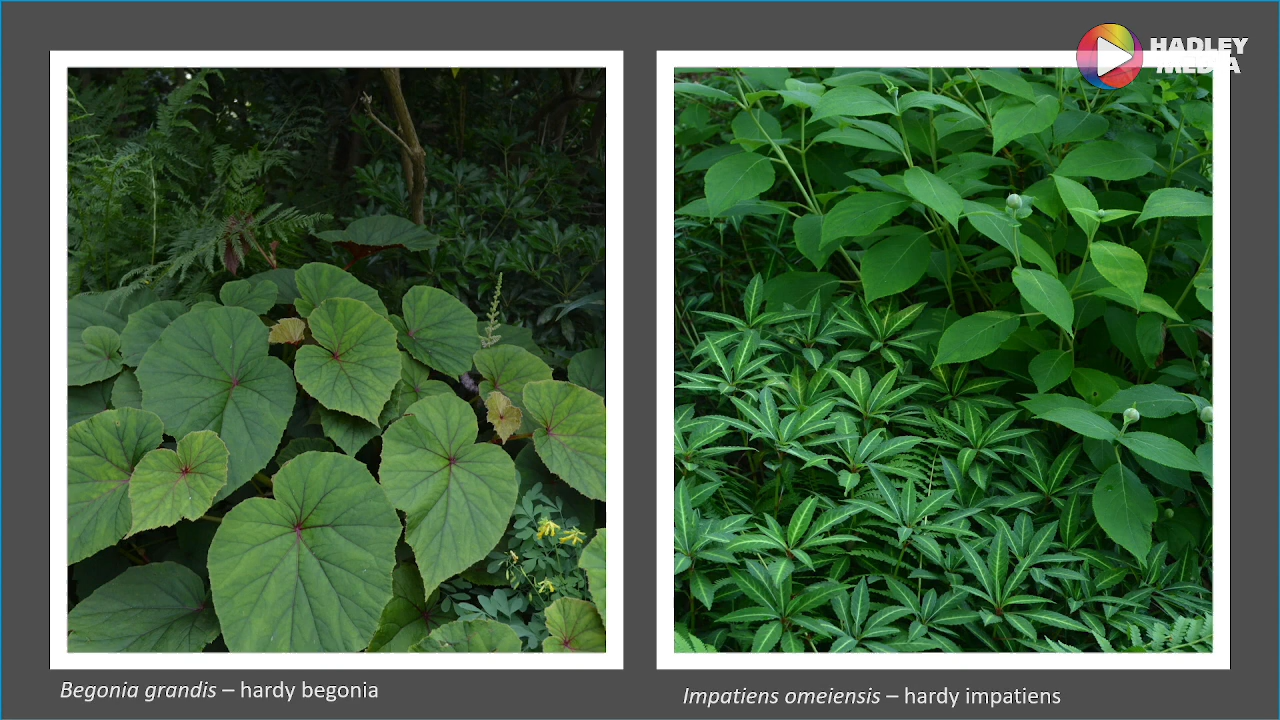 HADLEY
MEDIA
Begonia grandis – hardy begonia
Impatiens omeiensis – hardy impatiens